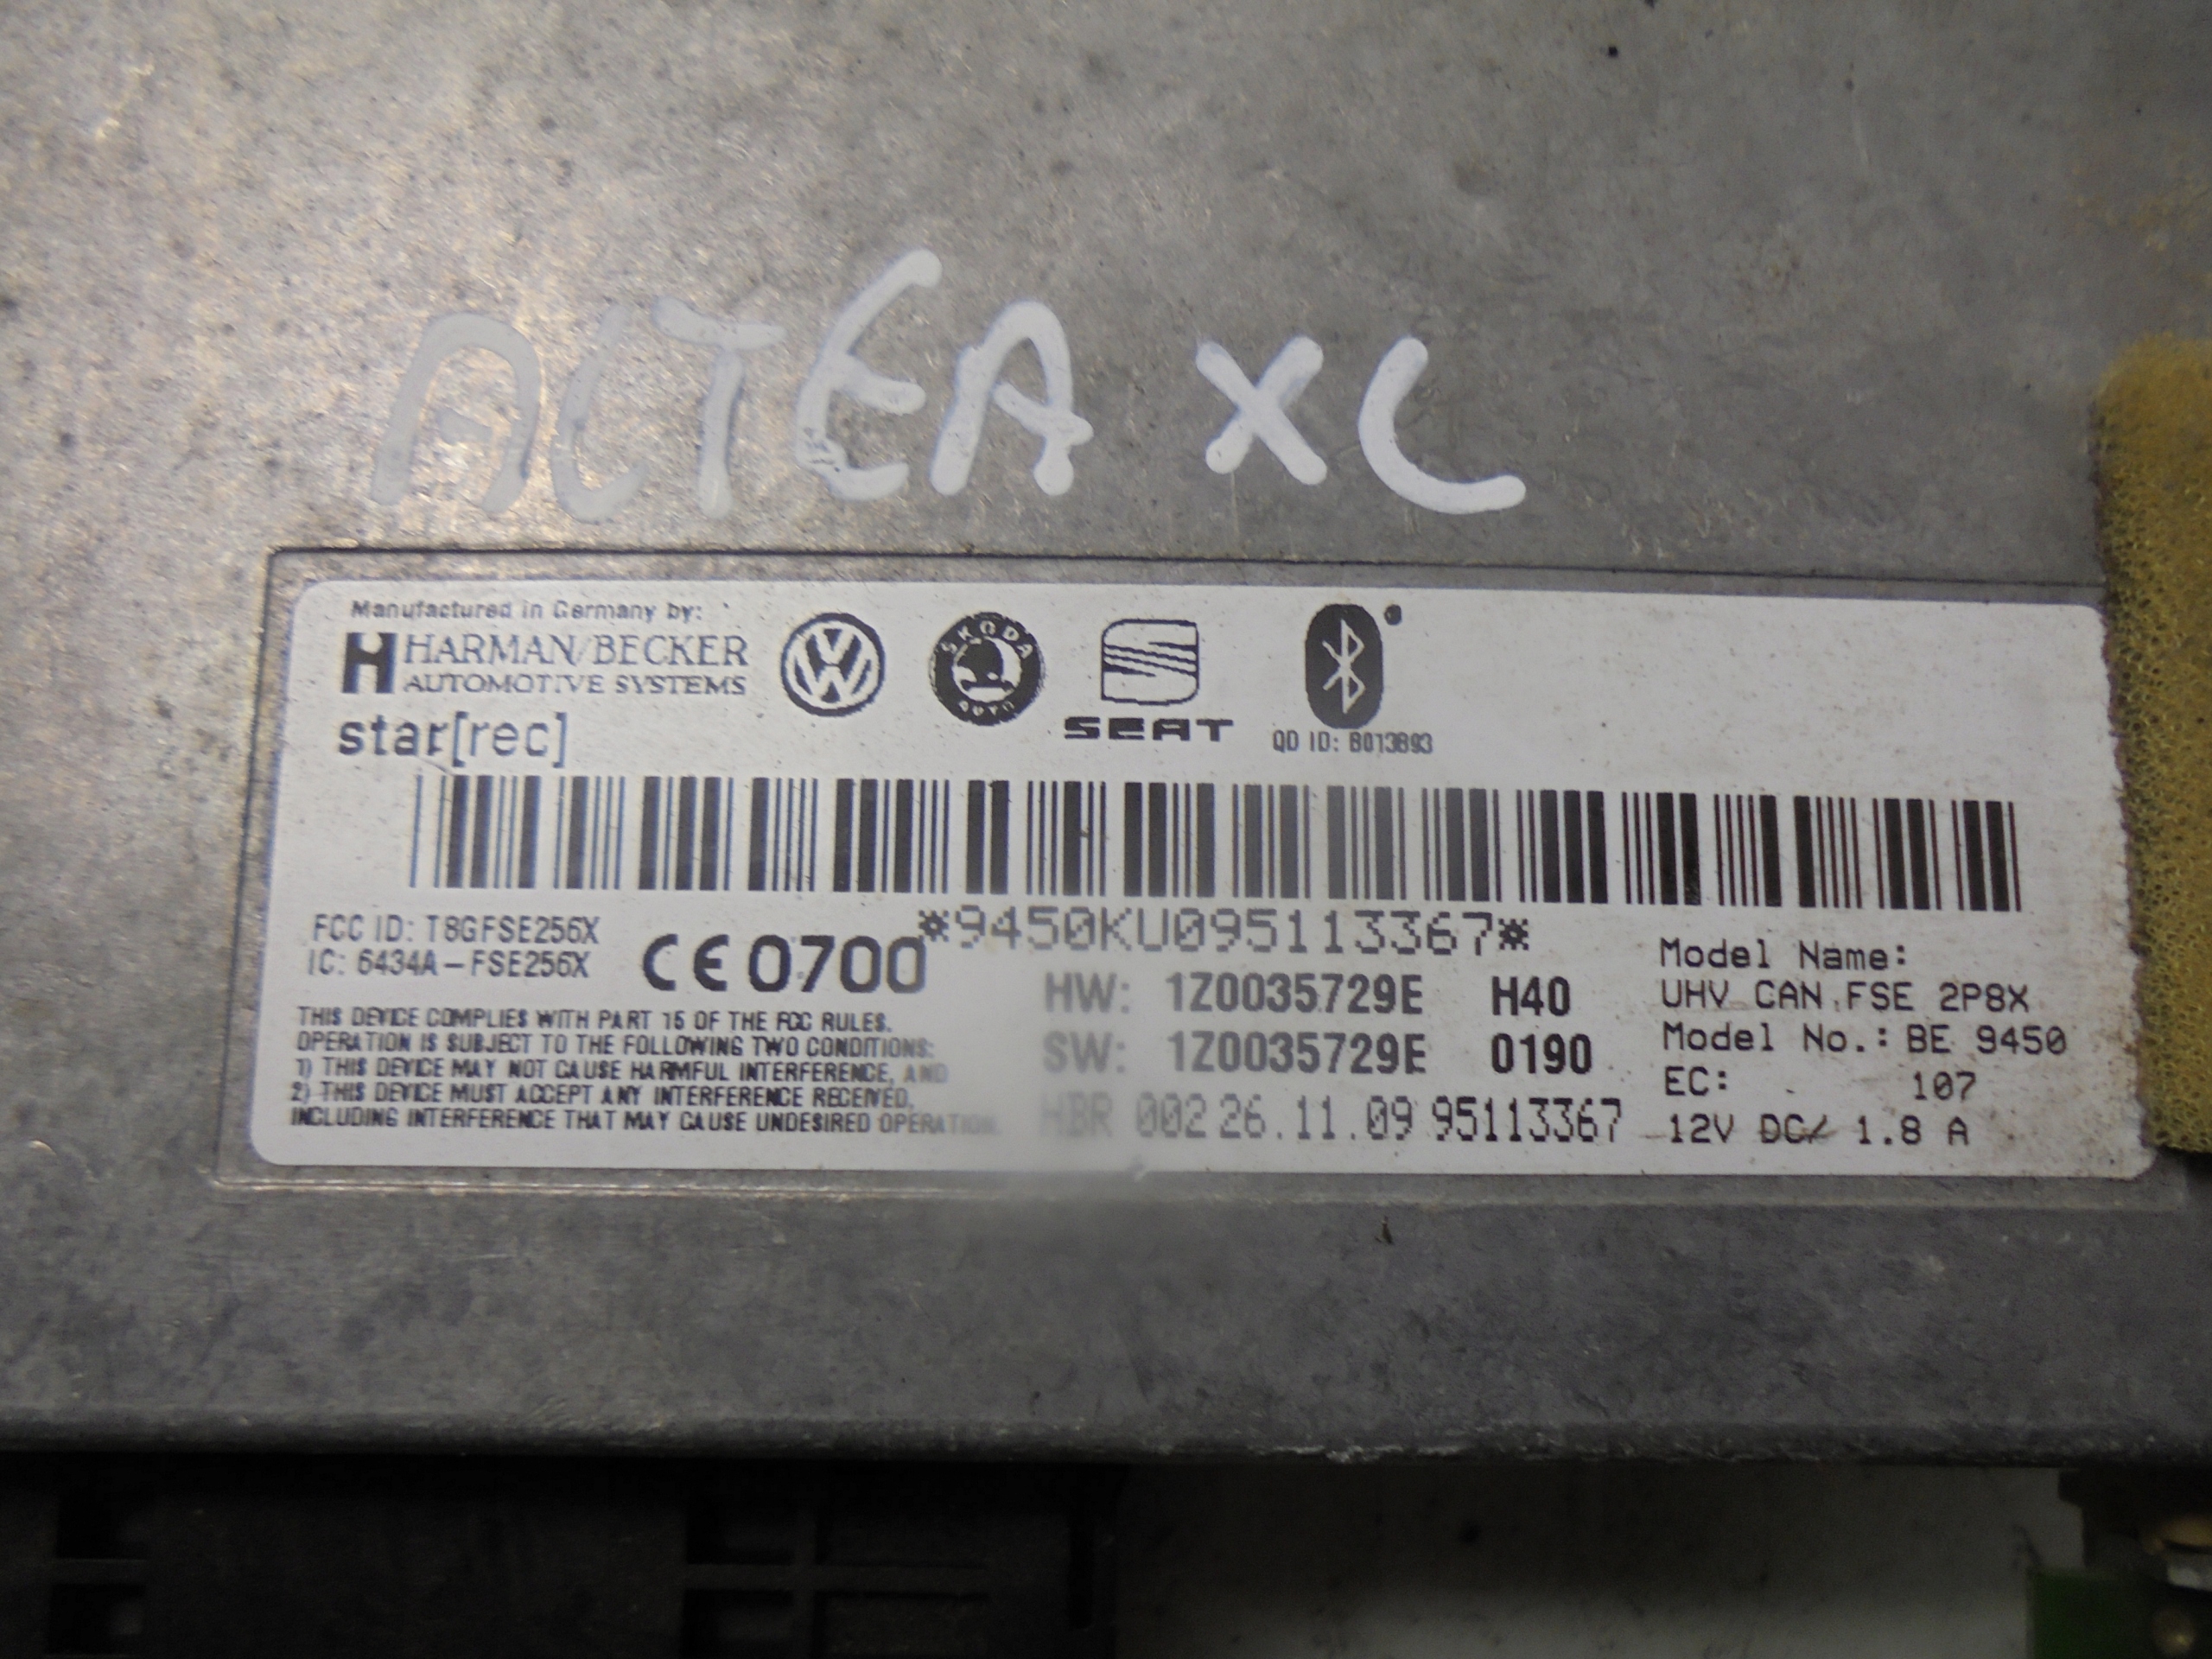 ALTEA XL
Manufactured in Germany by:
HARMAN/BECKER
AUTOMOTIVE SYSTEMS
star[rec]
SKODA
AUTO
SEAT
QD ID: B013893
*9450KU095113367*
FCC ID: T8GFSE256X
IC: 6434A-FSE256X
CE 0700
THIS DEVICE COMPLIES WITH PART 15 OF THE FCC RULES.
OPERATION IS SUBJECT TO THE FOLLOWING TWO CONDITIONS:
1) THIS DEVICE MAY NOT CAUSE HARMFUL INTERFERENCE, AND
2) THIS DEVICE MUST ACCEPT ANY INTERFERENCE RECEIVED,
INCLUDING INTERFERENCE THAT MAY CAUSE UNDESIRED OPERATION.
HW: 1Z0035729E H40
SW: 1Z0035729E 0190
HBR 002 26.11.09 95113367
Model Name:
UHV CAN FSE 2P8X
Model No.: BE 9450
EC: 107
12V DC/ 1.8 A